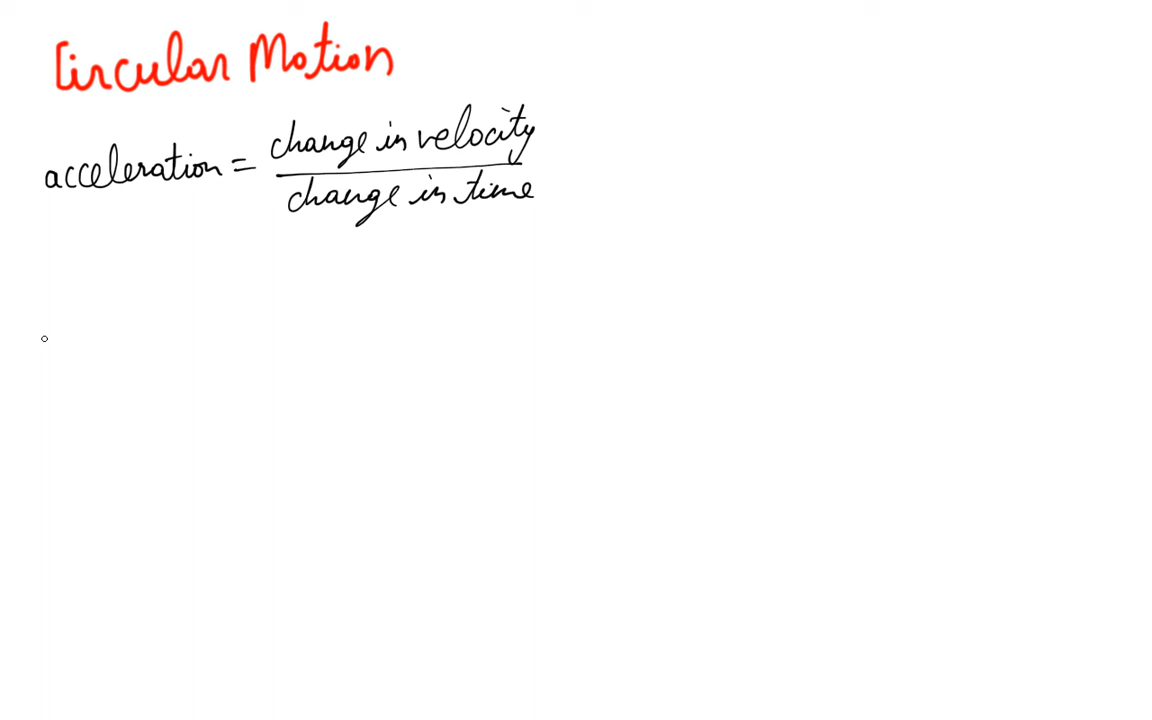 Circular Motion
acceleration = change in velocity
change in time